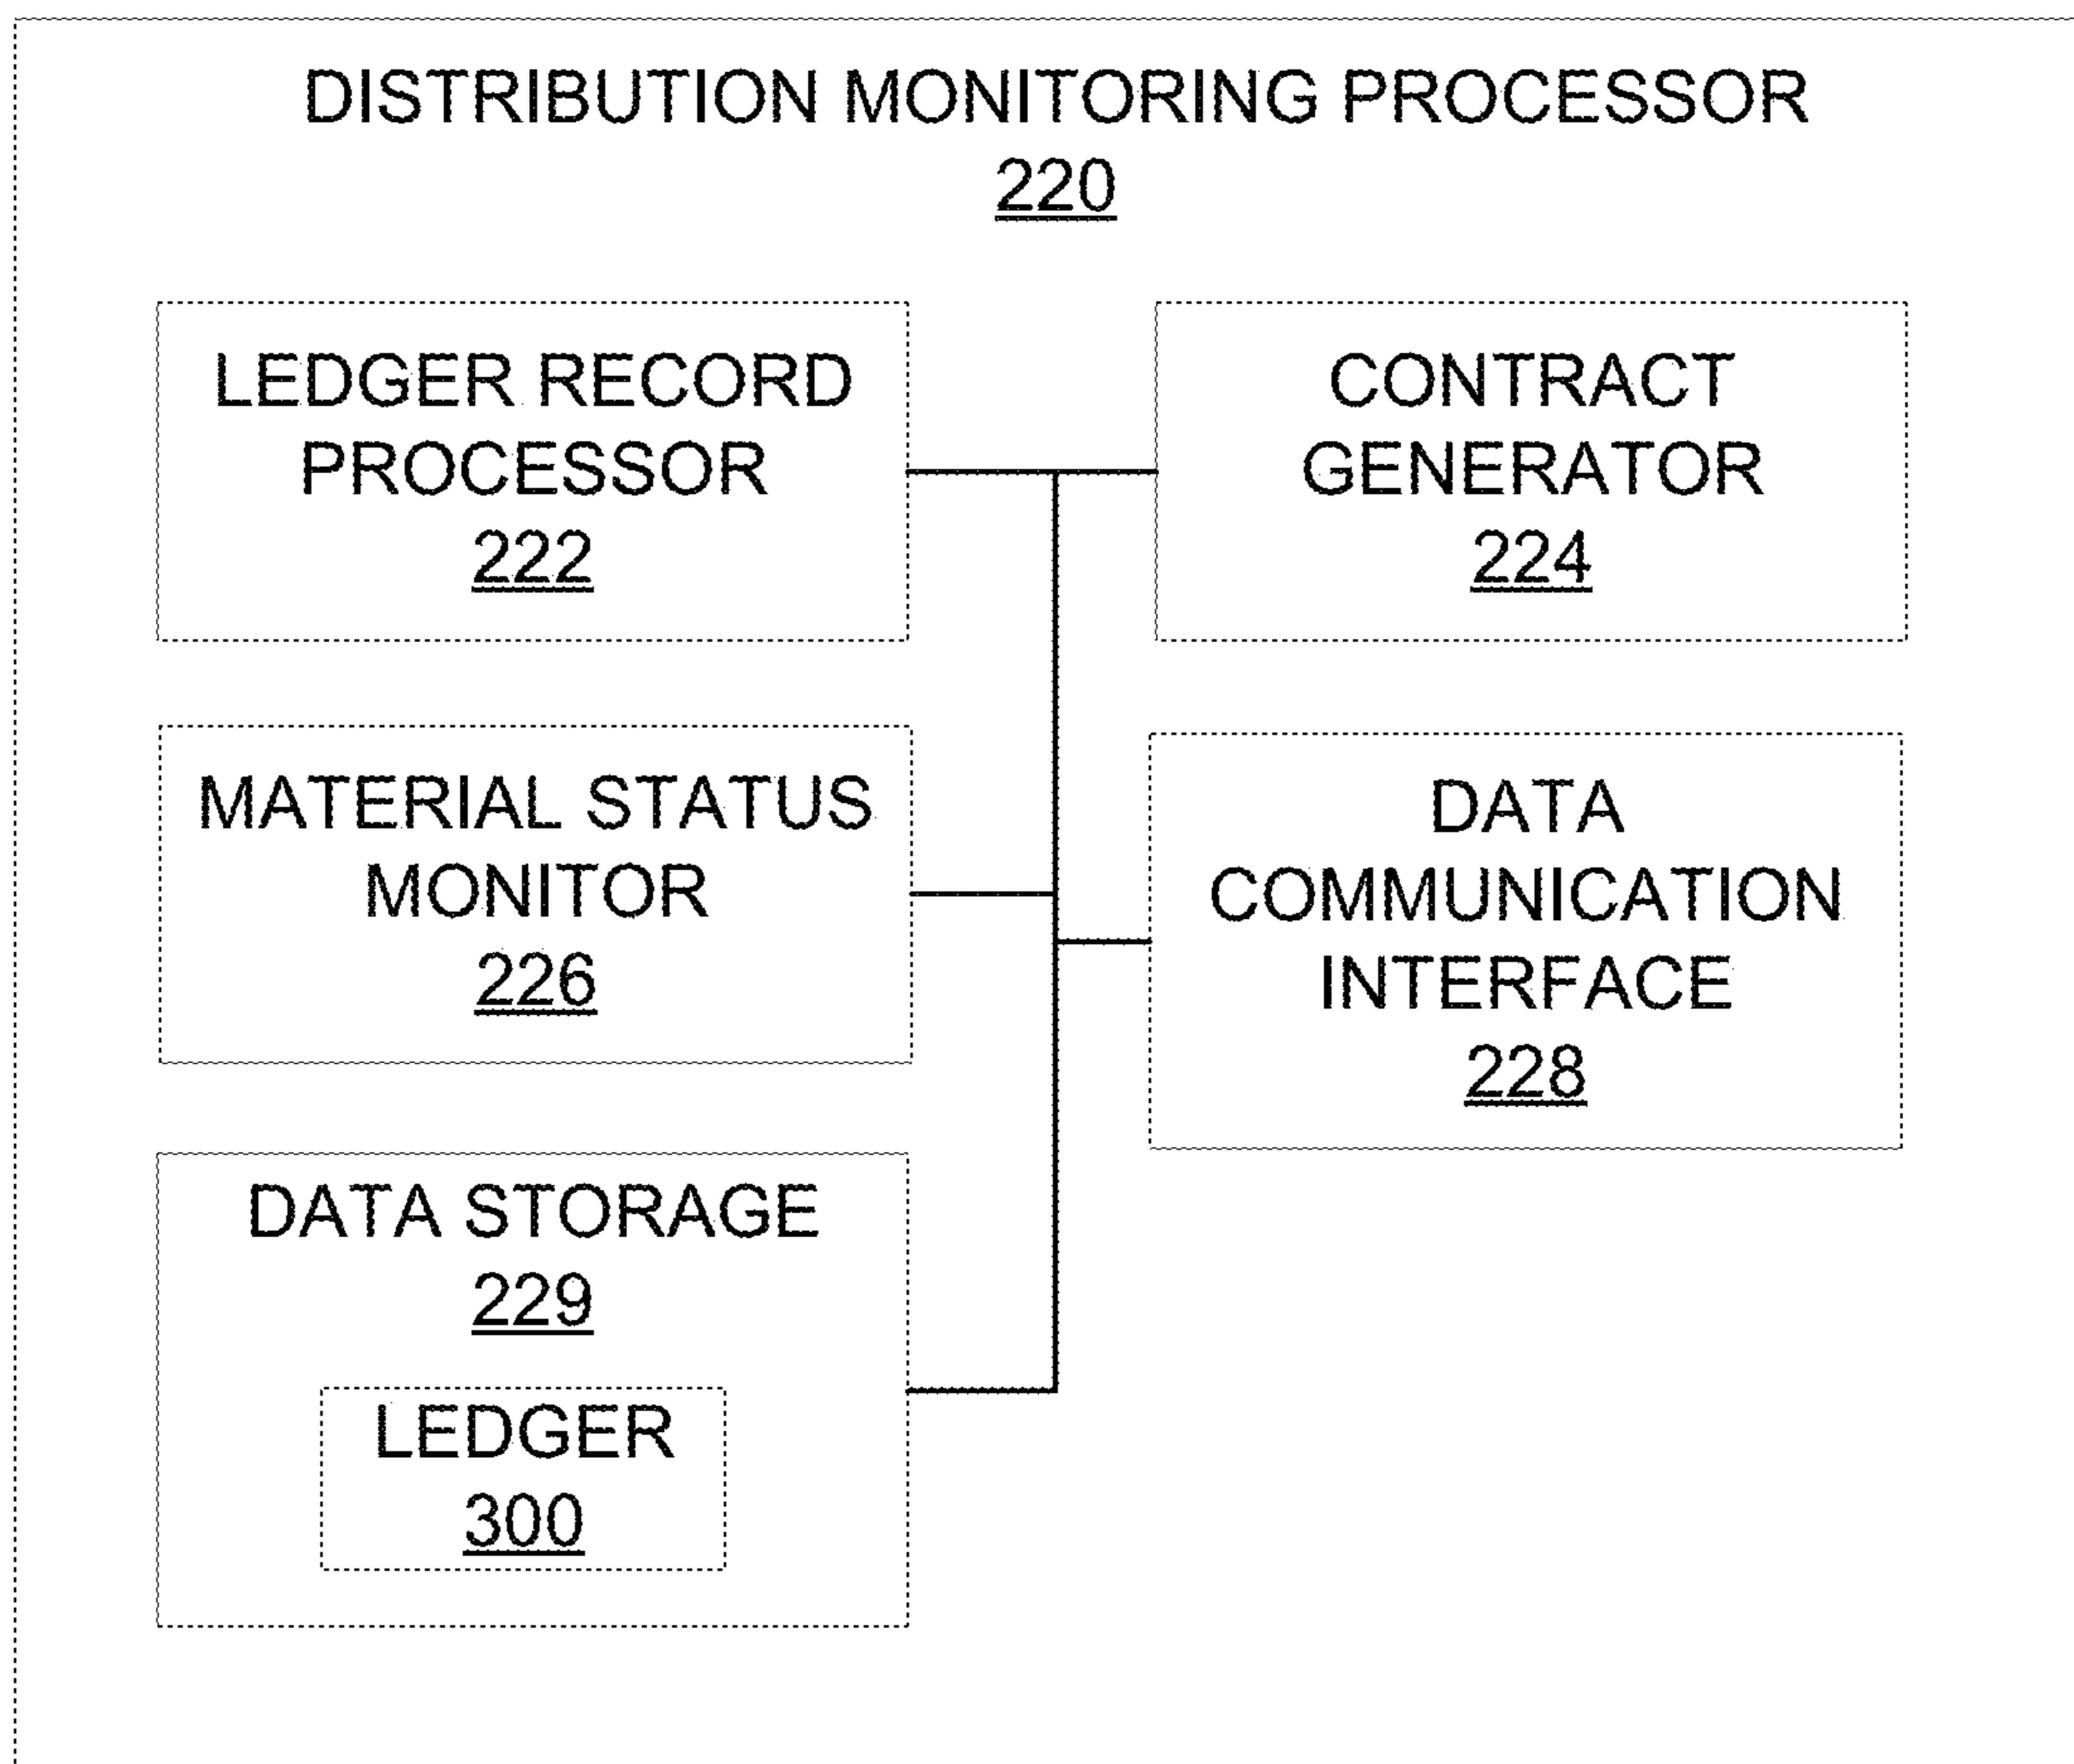 DISTRIBUTION MONITORING PROCESSOR
220
LEDGER RECORD
PROCESSOR
222
CONTRACT
GENERATOR
224
MATERIAL STATUS
MONITOR
226
DATA
COMMUNICATION
INTERFACE
228
DATA STORAGE
229
LEDGER
300